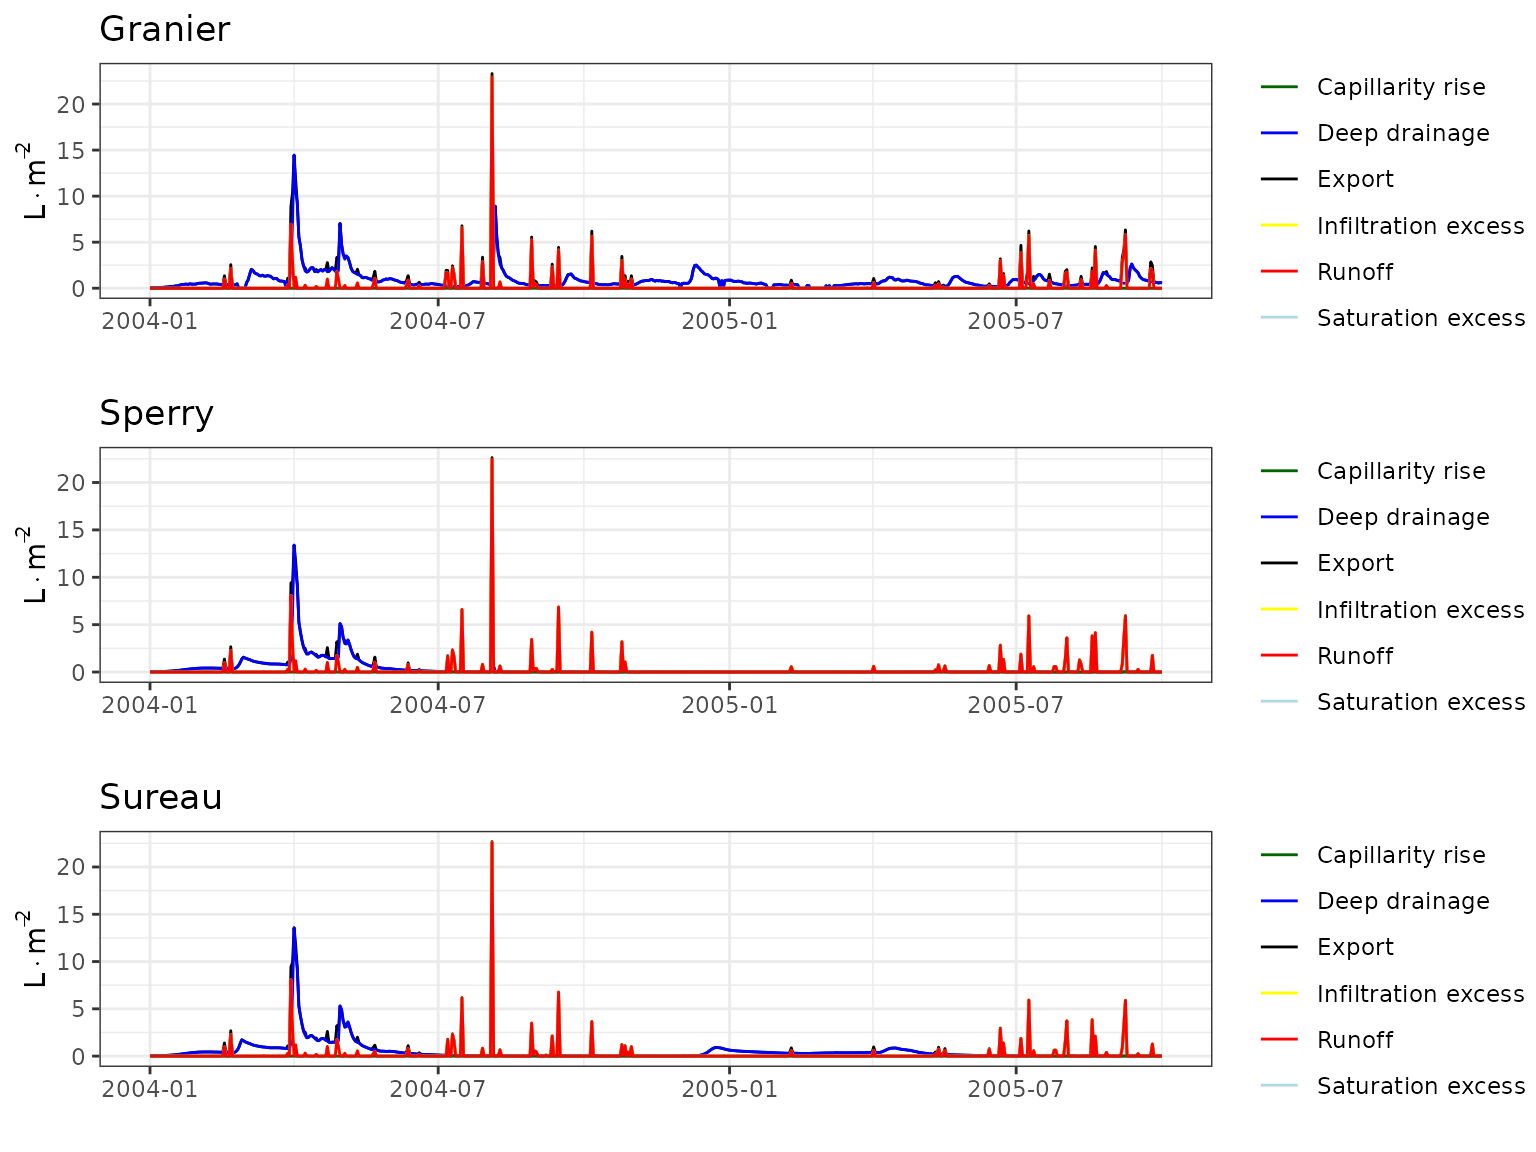 Granier
L·m⁻²
20
15
10
5
0
2004-01
2004-07
2005-01
2005-07
Capillarity rise
Deep drainage
Export
Infiltration excess
Runoff
Saturation excess
Sperry
L·m⁻²
20
15
10
5
0
2004-01
2004-07
2005-01
2005-07
Capillarity rise
Deep drainage
Export
Infiltration excess
Runoff
Saturation excess
Sureau
L·m⁻²
20
15
10
5
0
2004-01
2004-07
2005-01
2005-07
Capillarity rise
Deep drainage
Export
Infiltration excess
Runoff
Saturation excess